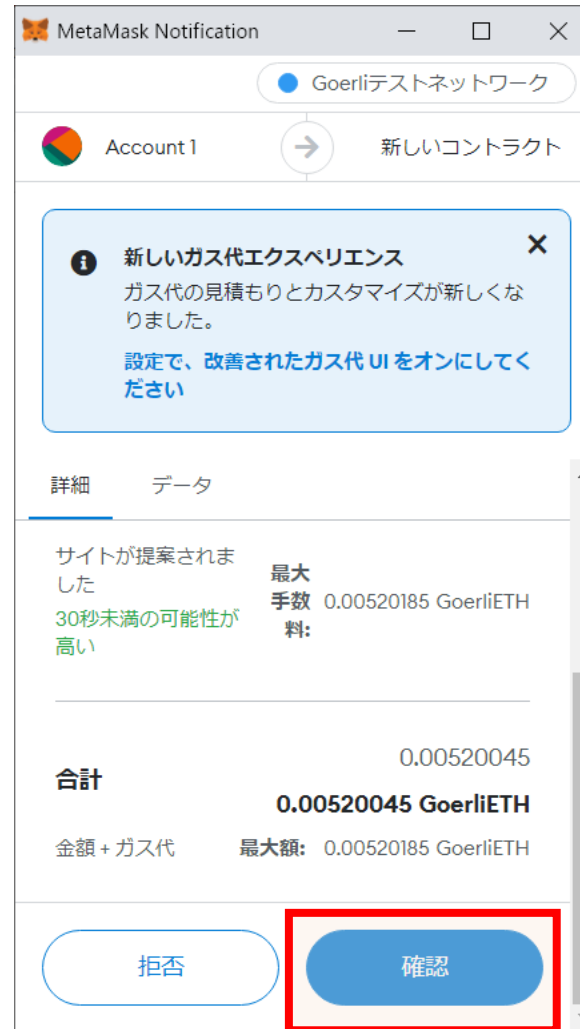 MetaMask Notification
Goerliテストネットワーク
Account 1
新しいコントラクト
新しいガス代エクスペリエンス
ガス代の見積もりとカスタマイズが新しくな
りました。
設定で、改善されたガス代 UI をオンにしてく
ださい
詳細
データ
サイトが提案されま
した
30秒未満の可能性が
高い
最大
手数
料:
0.00520185 GoerliETH
合計
0.00520045
0.00520045 GoerliETH
金額 + ガス代
最大額: 0.00520185 GoerliETH
拒否
確認